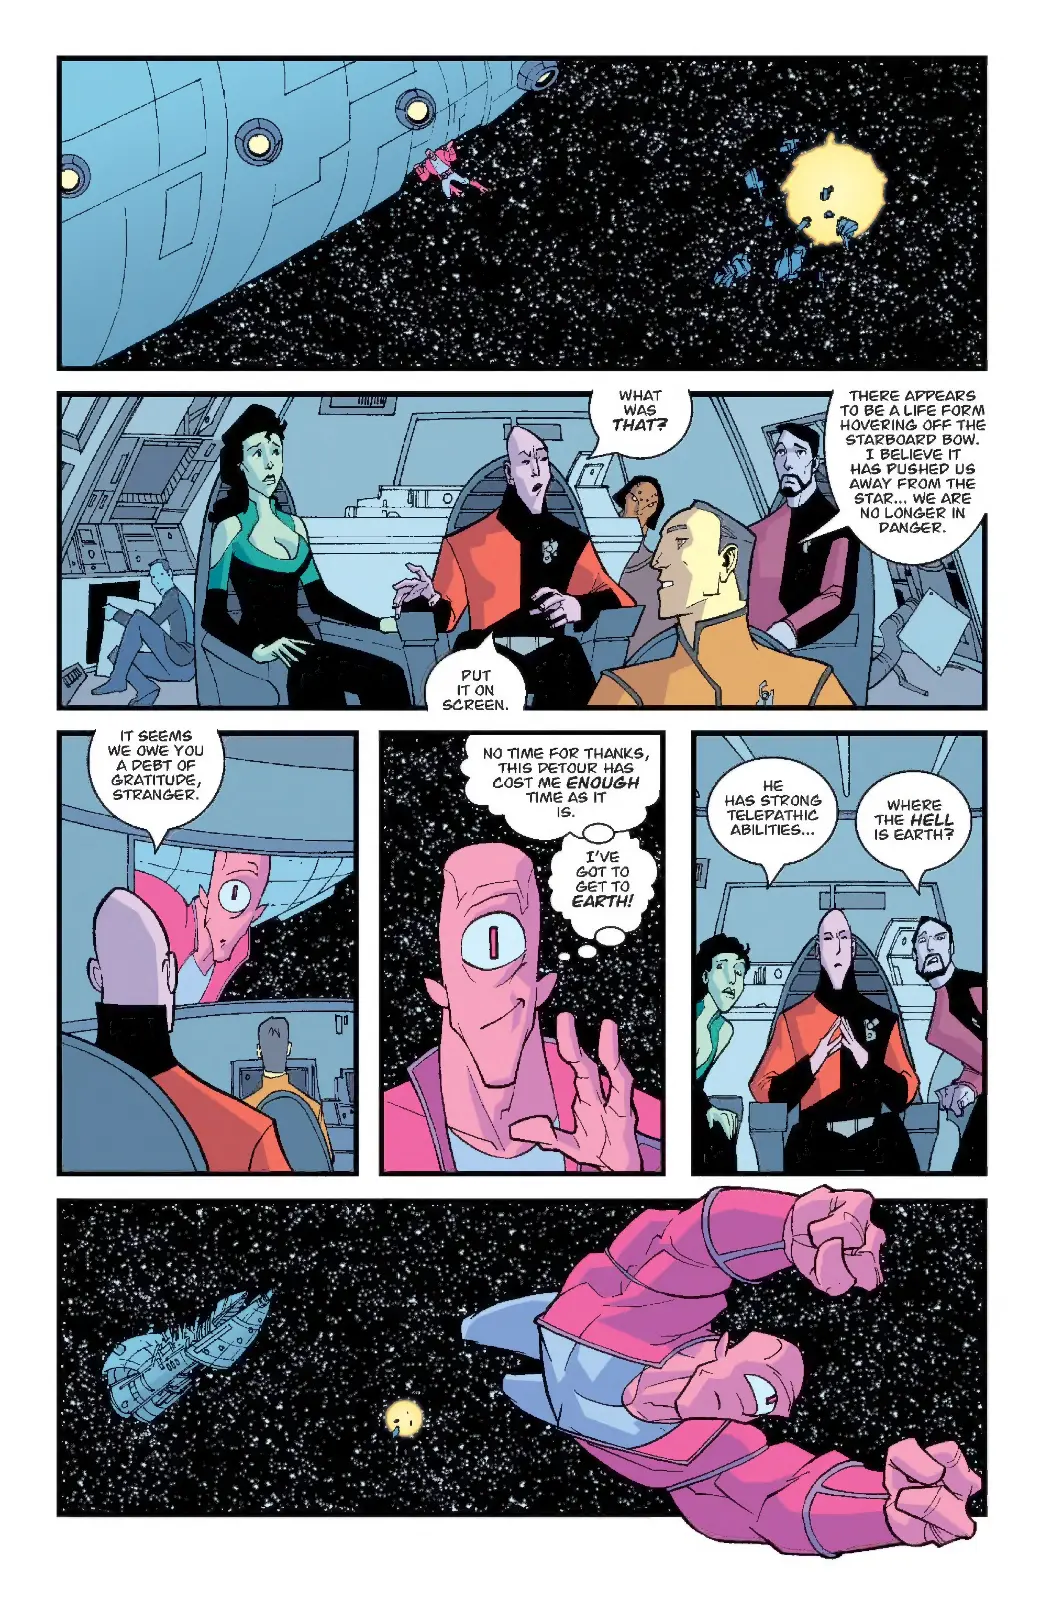 WHAT
WAS
THAT?
THERE APPEARS
TO BE A LIFE FORM
HOVERING OFF THE
STARBOARD BOW.
I BELIEVE IT
HAS PUSHED US
AWAY FROM THE
STAR... WE ARE
NO LONGER IN
DANGER.
PUT
IT ON
SCREEN.
IT SEEMS
WE OWE YOU
A DEBT OF
GRATITUDE,
STRANGER.
NO TIME FOR THANKS,
THIS DETOUR HAS
COST ME ENOUGH
TIME AS IT
IS.
I'VE
GOT TO
GET TO
EARTH!
HE
HAS STRONG
TELEPATHIC
ABILITIES...
WHERE
THE HELL
IS EARTH?